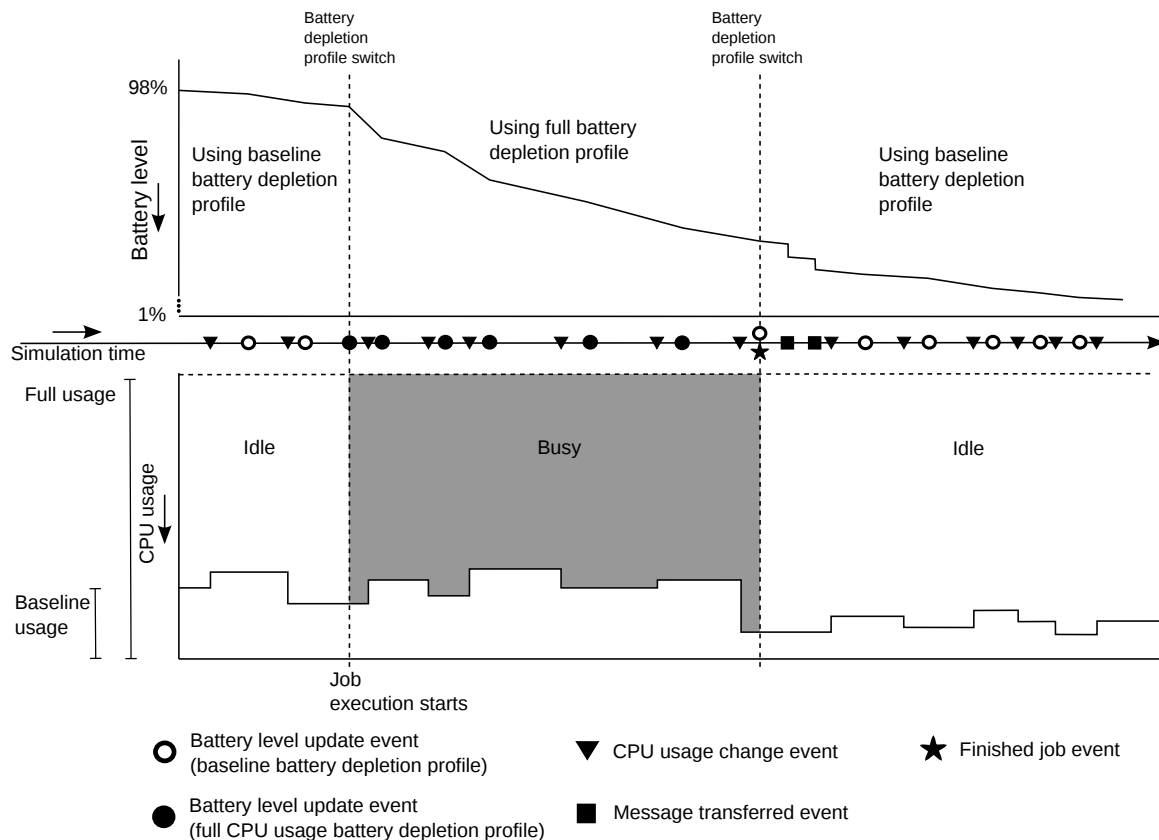 Battery
depletion
profile switch
Battery
depletion
profile switch
98%
Using full battery
depletion profile
Using baseline
battery depletion
profile
Using baseline
battery depletion
profile
Battery level
1%
Simulation time
Full usage
Idle
Busy
Idle
CPU usage
Baseline
usage
Job
execution starts
Battery level update event
(baseline battery depletion profile)
CPU usage change event
Finished job event
Battery level update event
(full CPU usage battery depletion profile)
Message transferred event